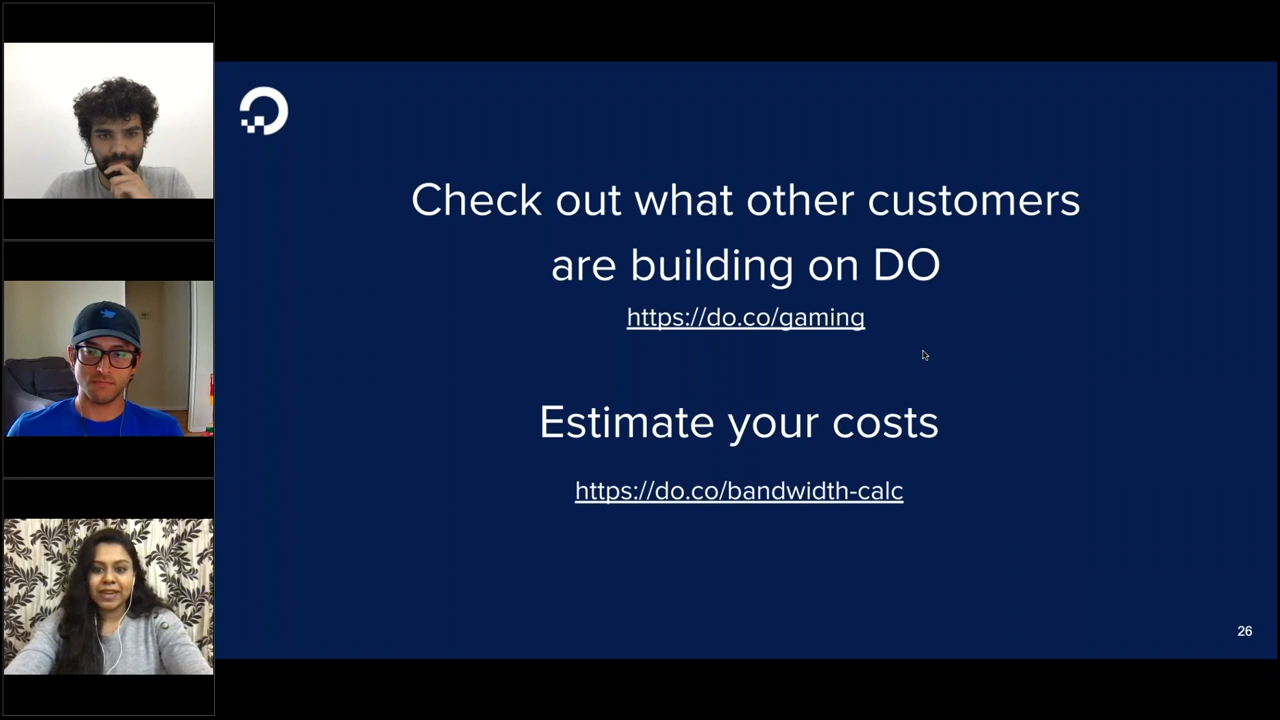 Check out what other customers
are building on DO
https://do.co/gaming
Estimate your costs
https://do.co/bandwidth-calc
26